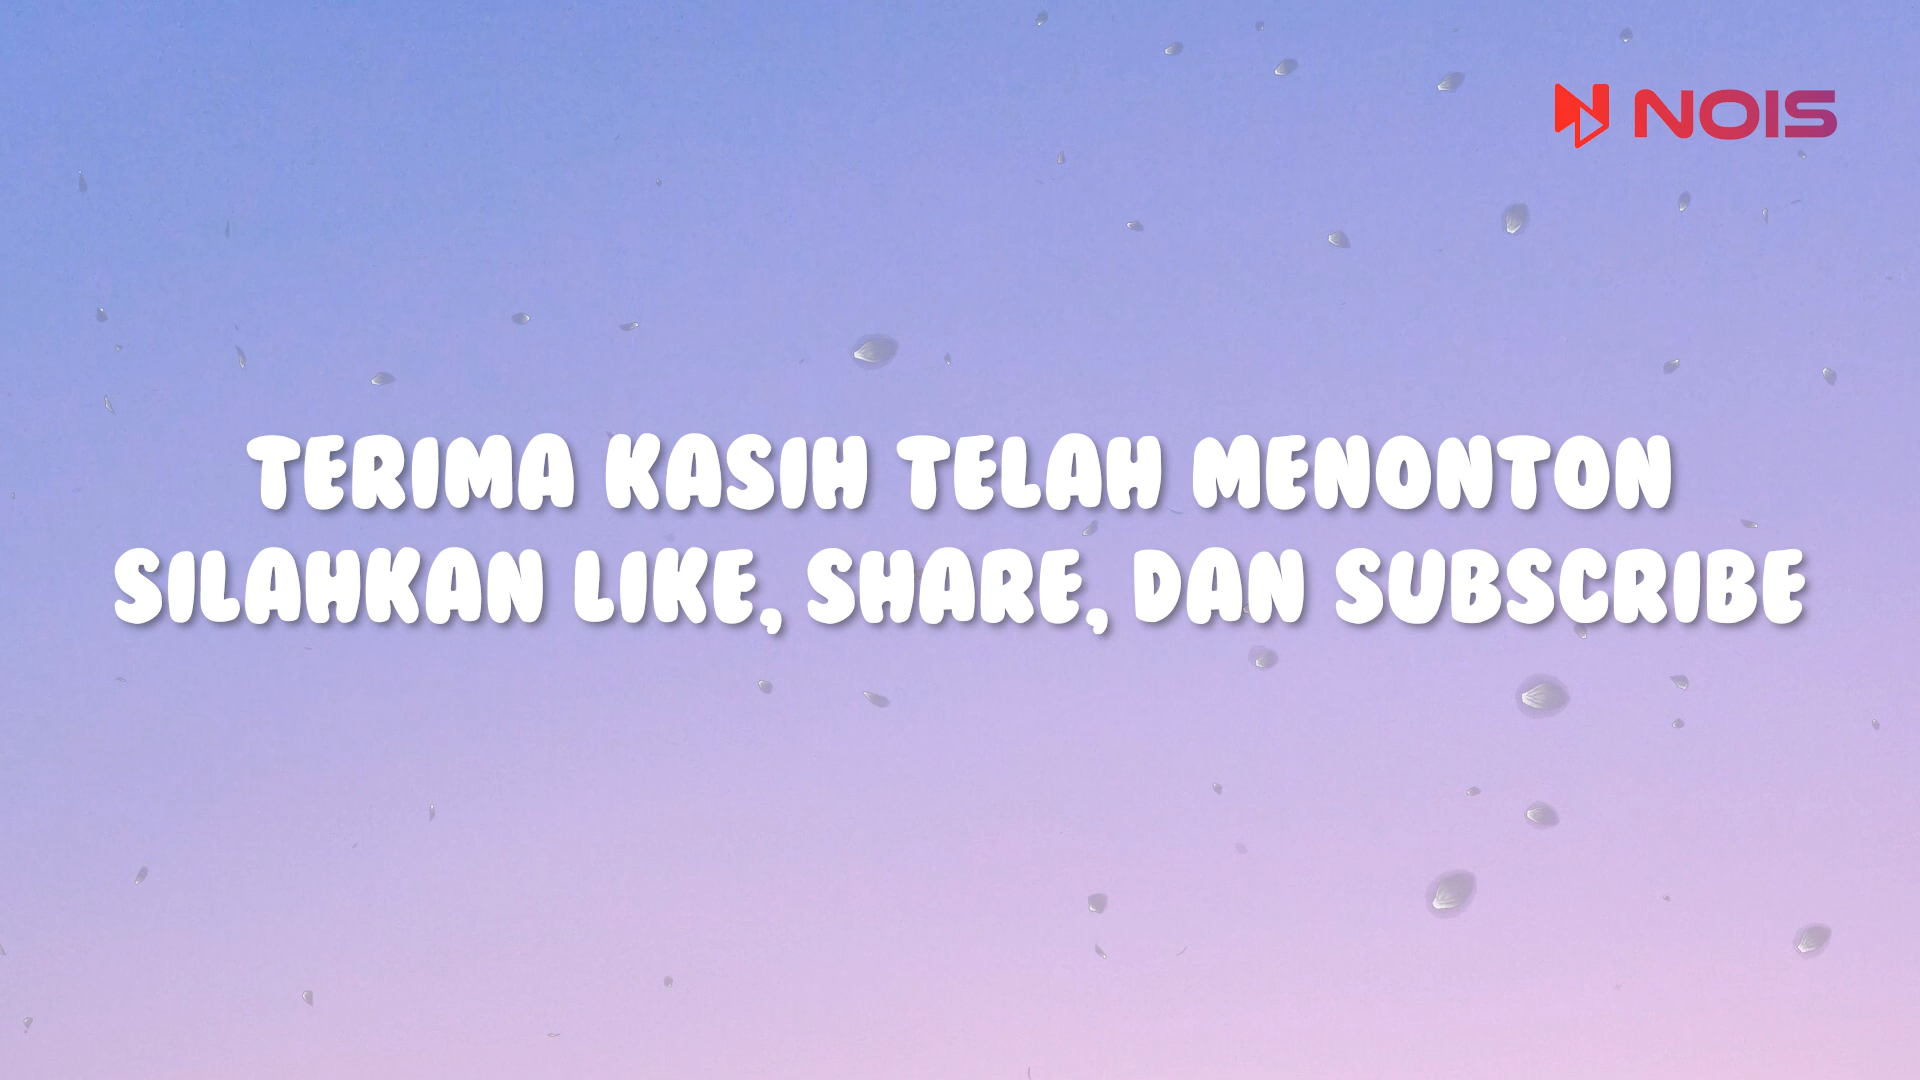 NOIS
TERIMA KASIH TELAH MENONTON
SILAHKAN LIKE, SHARE, DAN SUBSCRIBE